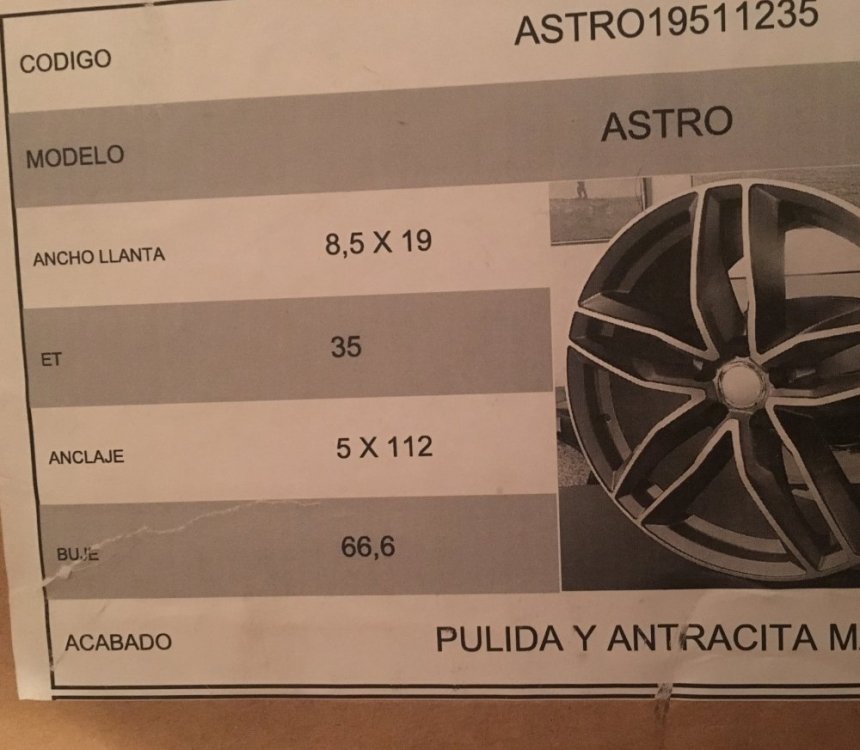 CODIGO ASTRO19511235
MODELO ASTRO
ANCHO LLANTA 8,5 X 19
ET 35
ANCLAJE 5 X 112
BUJE 66,6
ACABADO PULIDA Y ANTRACITA